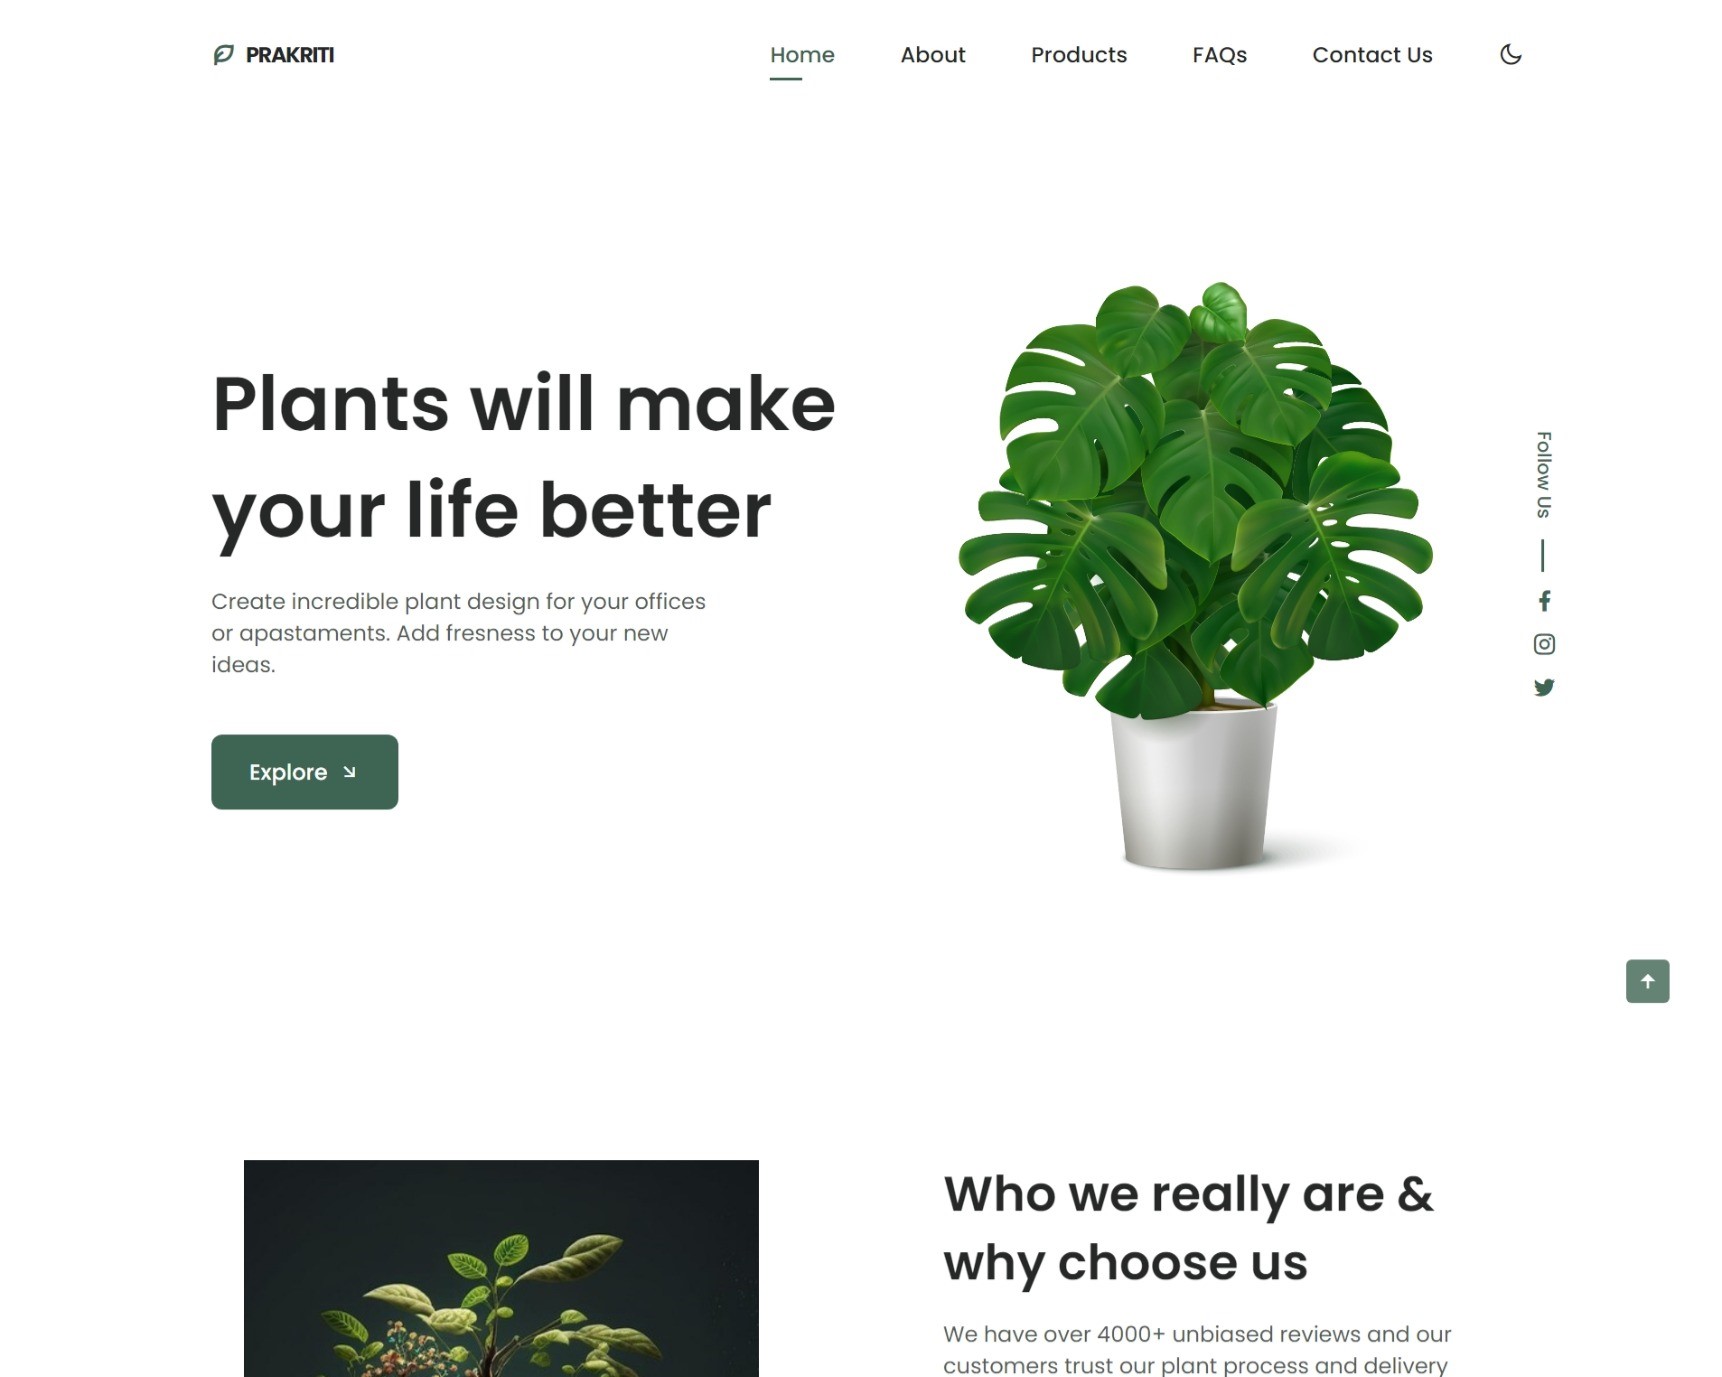 PRAKRITI
Home About Products FAQs Contact Us
Plants will make
your life better
Create incredible plant design for your offices
or apastaments. Add fresness to your new
ideas.
Explore
Follow Us
Who we really are &
why choose us
We have over 4000+ unbiased reviews and our
customers trust our plant process and delivery